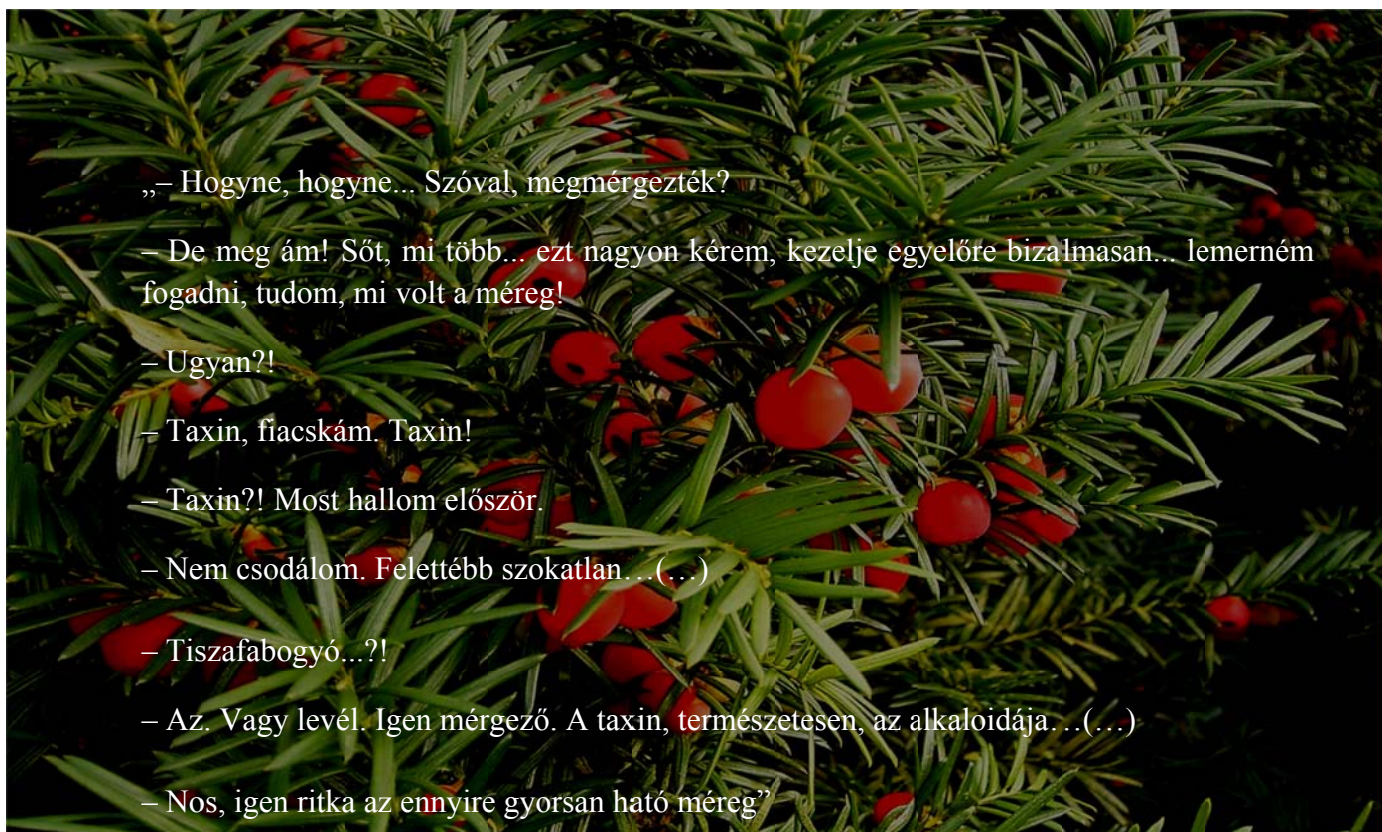 „– Hogyne, hogyne... Szóval, megmérgezték?
– De meg ám! Sőt, mi több... ezt nagyon kérem, kezelje egyelőre bizalmasan... lemerném
fogadni, tudom, mi volt a méreg!
– Ugyan?!
– Taxin, fiacskám. Taxin!
– Taxin?! Most hallom először.
– Nem csodálom. Felettébb szokatlan…(…)
– Tiszafabogyó...?!
– Az. Vagy levél. Igen mérgező. A taxin, természetesen, az alkaloidája…(…)
– Nos, igen ritka az ennyire gyorsan ható méreg”